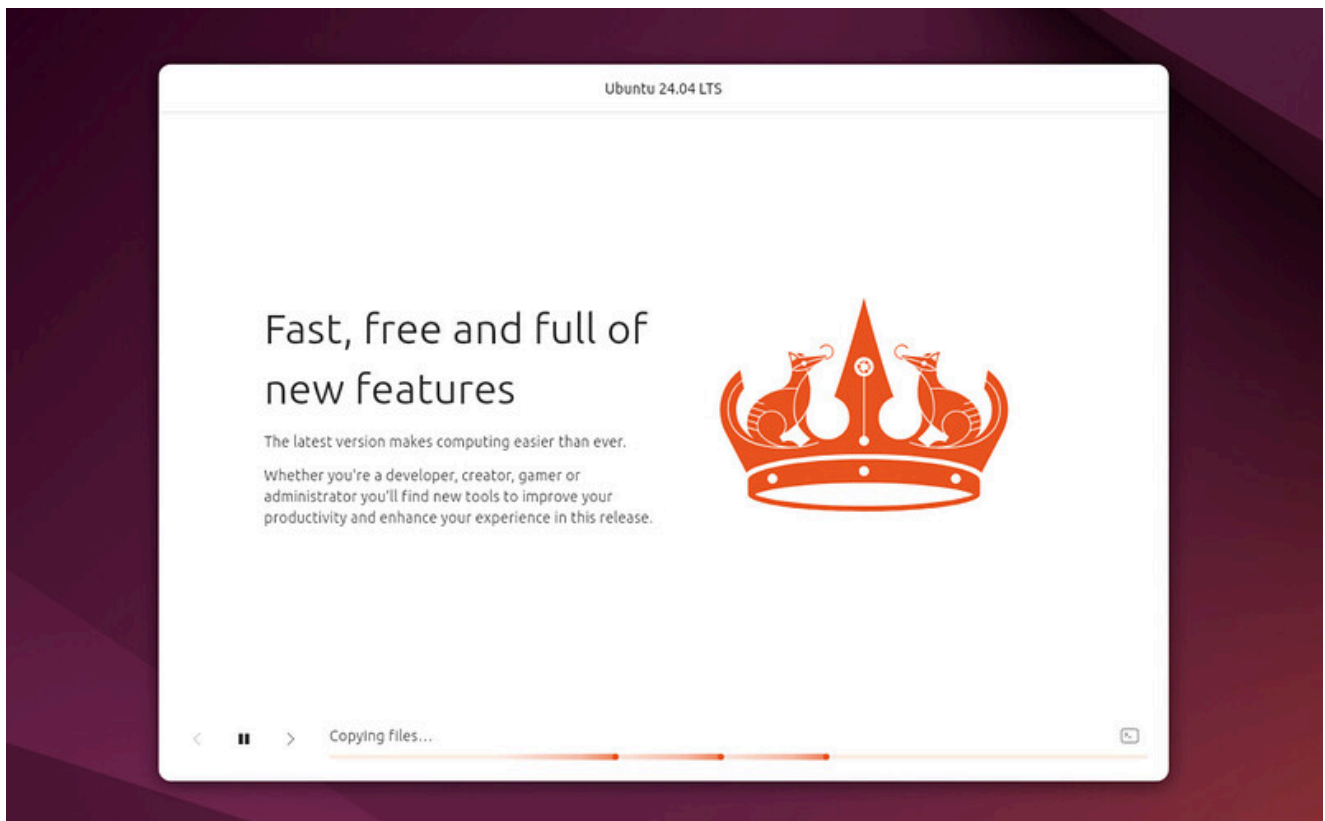 Ubuntu 24.04 LTS
Fast, free and full of
new features
The latest version makes computing easier than ever.
Whether you're a developer, creator, gamer or
administrator you'll find new tools to improve your
productivity and enhance your experience in this release.
Copying files...